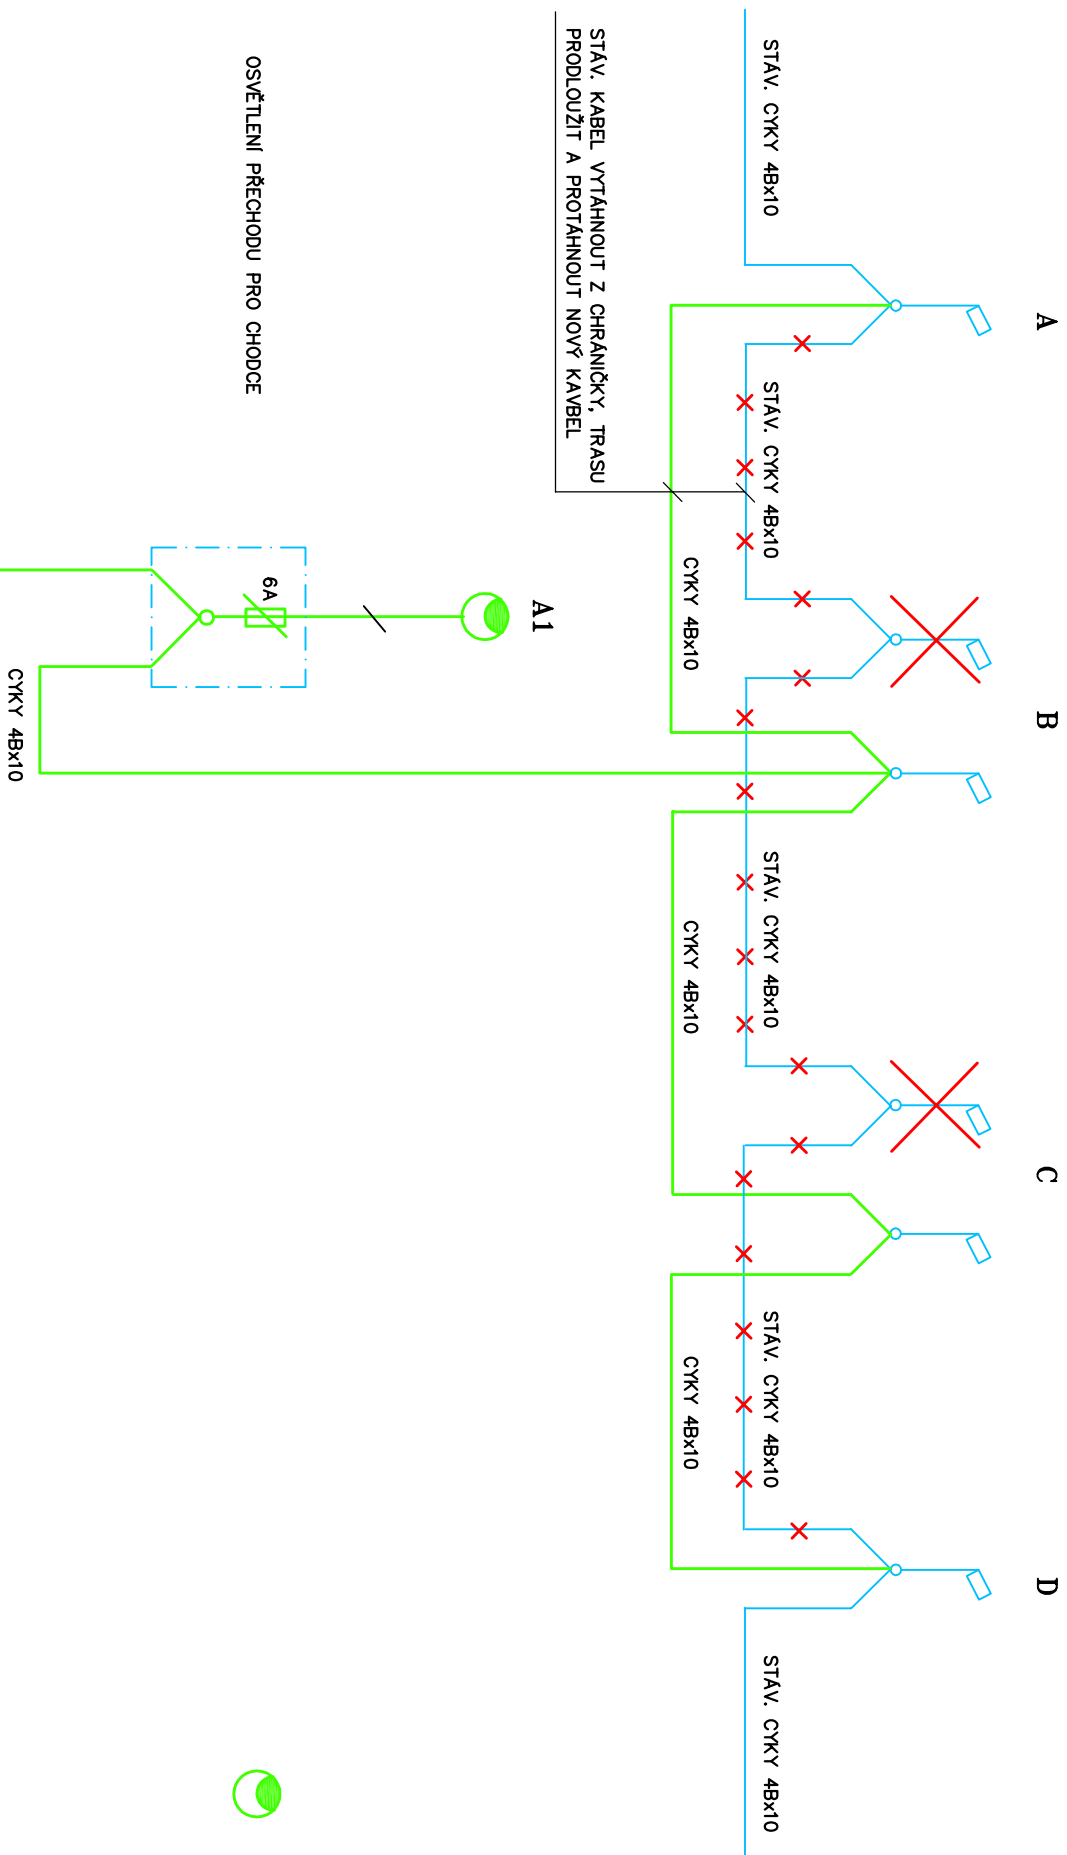 A
B
C
D
STÁV. CYKY 4Bx10
STÁV. CYKY 4Bx10
STÁV. CYKY 4Bx10
STÁV. CYKY 4Bx10
STÁV. CYKY 4Bx10
CYKY 4Bx10
CYKY 4Bx10
CYKY 4Bx10
STÁV. KABEL VYTÁHNOUT Z CHRÁNIČKY, TRASU
PRODLOUŽIT A PROTÁHNOUT NOVÝ KAVBEL
A1
6A
OSVĚTLENÍ PŘECHODU PRO CHODCE
CYKY 4Bx10